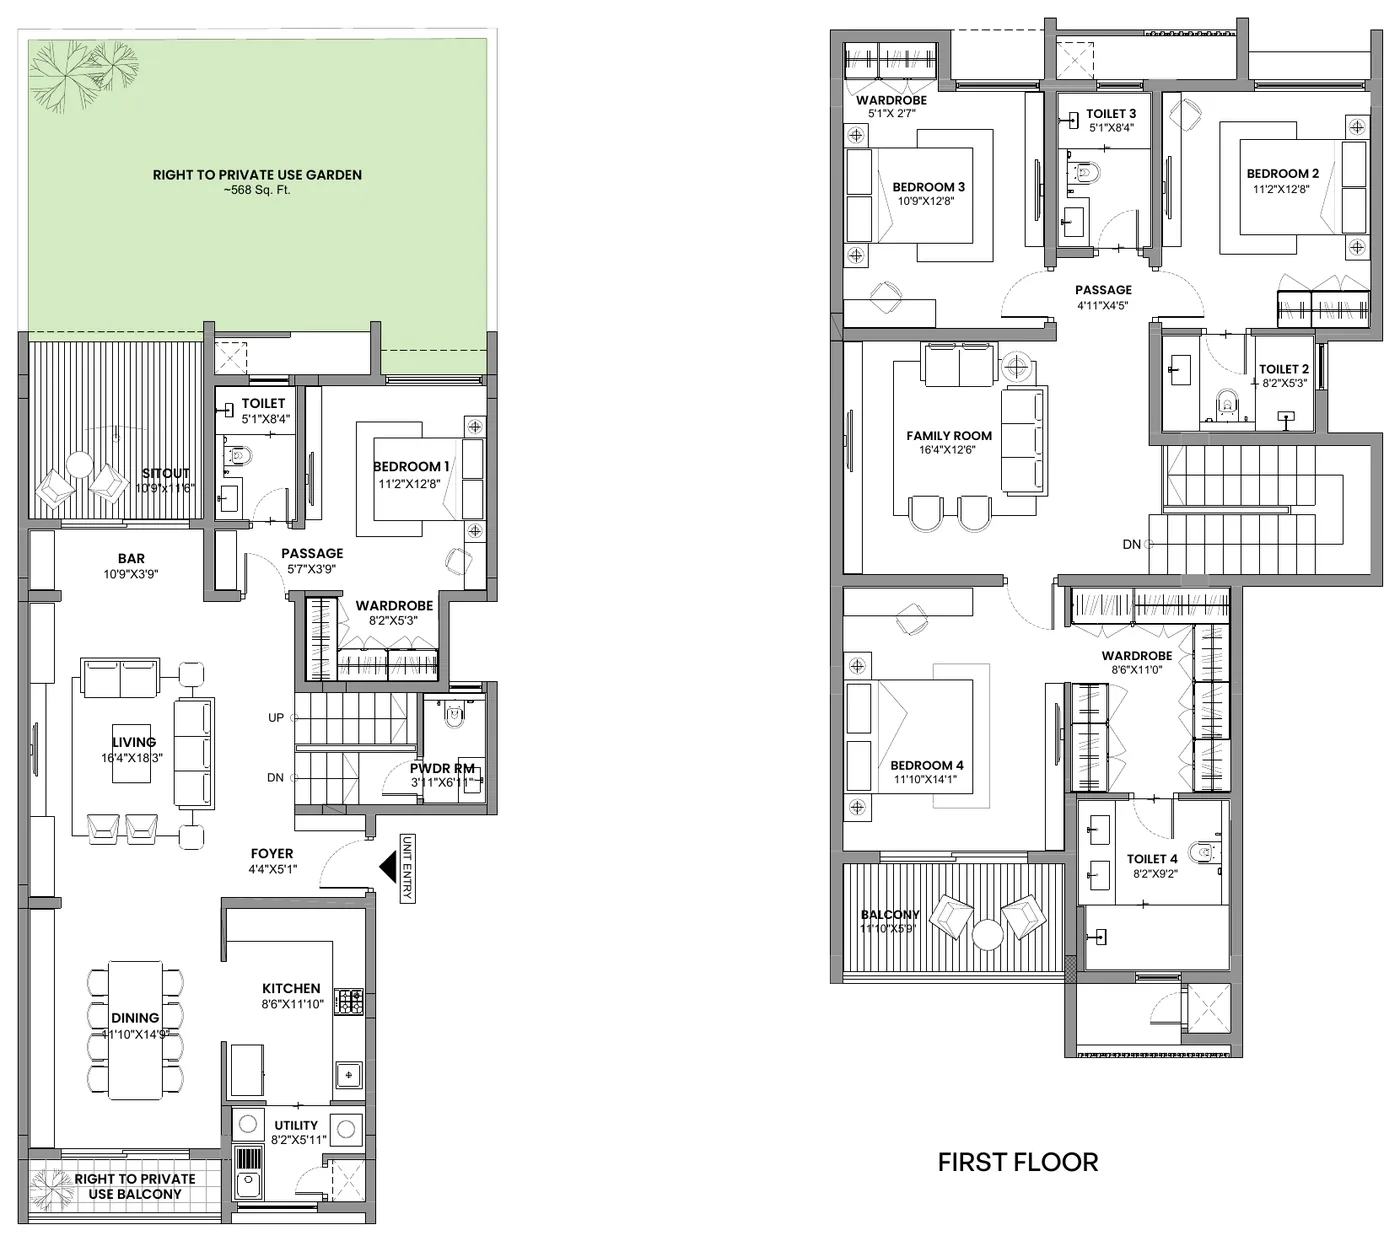 RIGHT TO PRIVATE USE GARDEN
~568 Sq. Ft.
SITOUT
10'9"x11'6"
TOILET
5'1"X8'4"
BEDROOM 1
11'2"X12'8"
BAR
10'9"X3'9"
PASSAGE
5'7"X3'9"
WARDROBE
8'2"X5'3"
UP
LIVING
16'4"X18'3"
DN
PWDR RM
3'11"X6'11"
FOYER
4'4"X5'1"
UNIT ENTRY
KITCHEN
8'6"X11'10"
DINING
11'10"X14'9"
UTILITY
8'2"X5'11"
RIGHT TO PRIVATE
USE BALCONY
WARDROBE
5'1"X 2'7"
TOILET 3
5'1"X8'4"
BEDROOM 3
10'9"X12'8"
BEDROOM 2
11'2"X12'8"
PASSAGE
4'11"X4'5"
TOILET 2
8'2"X5'3"
FAMILY ROOM
16'4"X12'6"
DN
WARDROBE
8'6"X11'0"
BEDROOM 4
11'10"X14'1"
TOILET 4
8'2"X9'2"
BALCONY
11'10"X5'9"
FIRST FLOOR